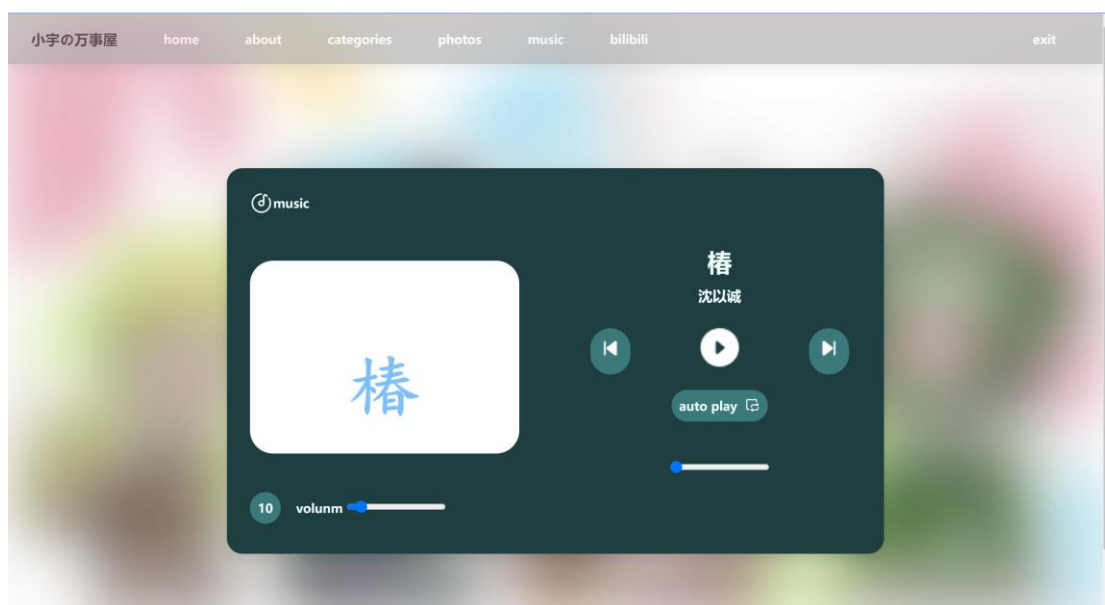 小宇の万事屋 home about categories photos music bilibili exit
music
椿
沈以诚
椿
auto play
10 volunm